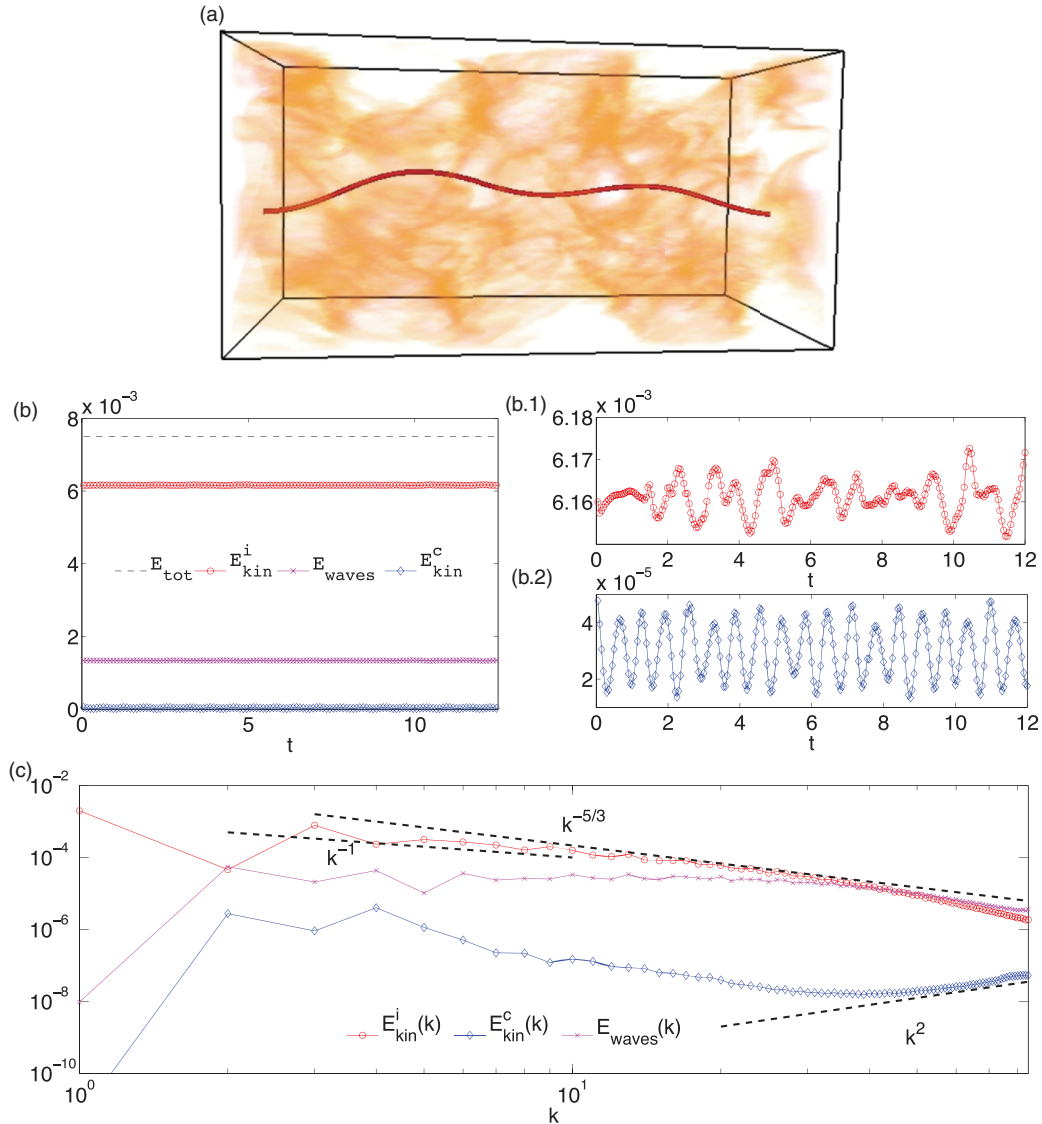 (a)
(b)
x 10^-3
8
6
4
2
0
0 5 10
t
E_tot E^i_kin E_waves E^c_kin
(b.1)
x 10^-3
6.18
6.17
6.16
0 2 4 6 8 10 12
t
(b.2)
x 10^-5
4
2
0 2 4 6 8 10 12
t
(c)
10^-2
10^-4
10^-6
10^-8
10^-10
k^-1
k^-5/3
k^2
E^i_kin(k) E^c_kin(k) E_waves(k)
10^0 10^1
k